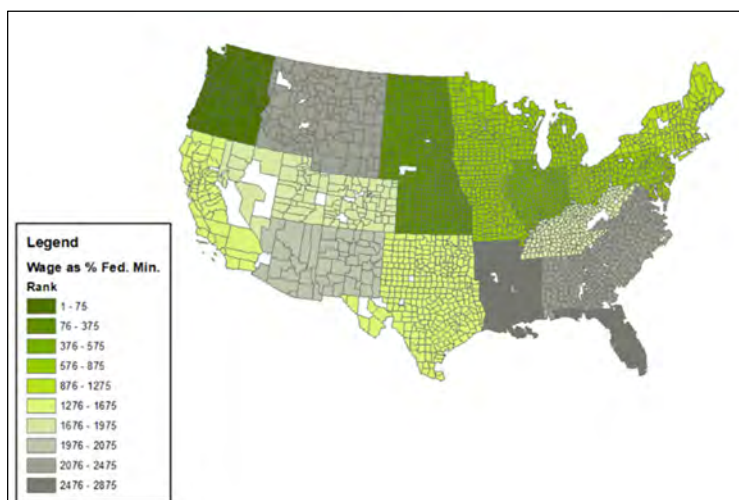 Legend
Wage as % Fed. Min.
Rank
1 - 75
76 - 375
376 - 575
576 - 875
876 - 1275
1276 - 1675
1676 - 1975
1976 - 2075
2076 - 2475
2476 - 2875